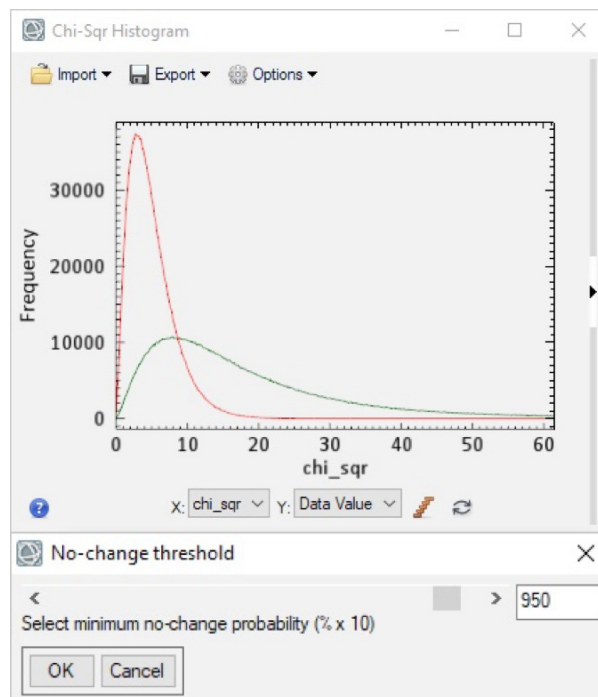 Chi-Sqr Histogram
Import Export Options
30000
20000
10000
0
Frequency
0 10 20 30 40 50 60
chi_sqr
X: chi_sqr Y: Data Value
No-change threshold
950
Select minimum no-change probability (% x 10)
OK Cancel